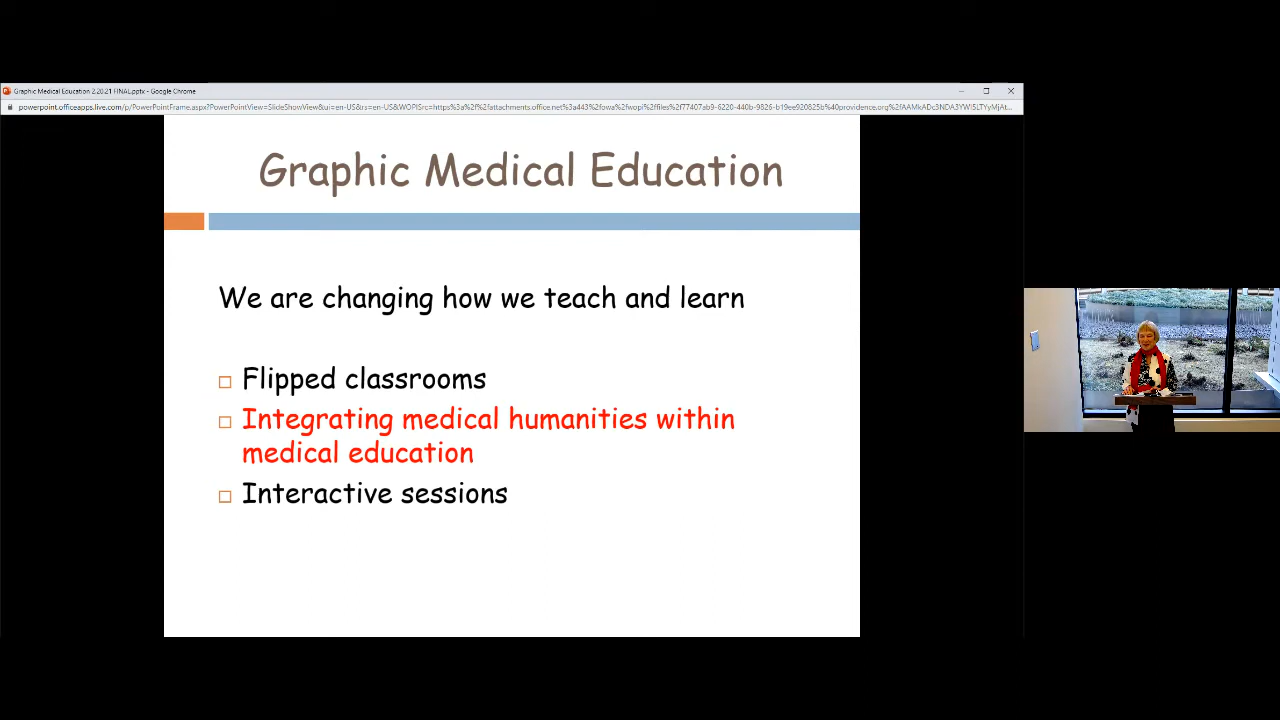 Graphic Medical Education 2.20.21 FINAL.pptx - Google Chrome
powerpoint.officeapps.live.com/p/PowerPointFrame.aspx?PowerPointView=SlideShowView&ui=en-US&rs=en-US&WOPISrc=https%3a%2f%2fattachments.office.net%3a443%2fowa%2fwopi%2ffiles%2f77407ab9-6220-440b-9826-b19ee920825b%40providence.org%2fAAMkADc3NDA3YWI5LTYyMjAt...
Graphic Medical Education
We are changing how we teach and learn
Flipped classrooms
Integrating medical humanities within
medical education
Interactive sessions